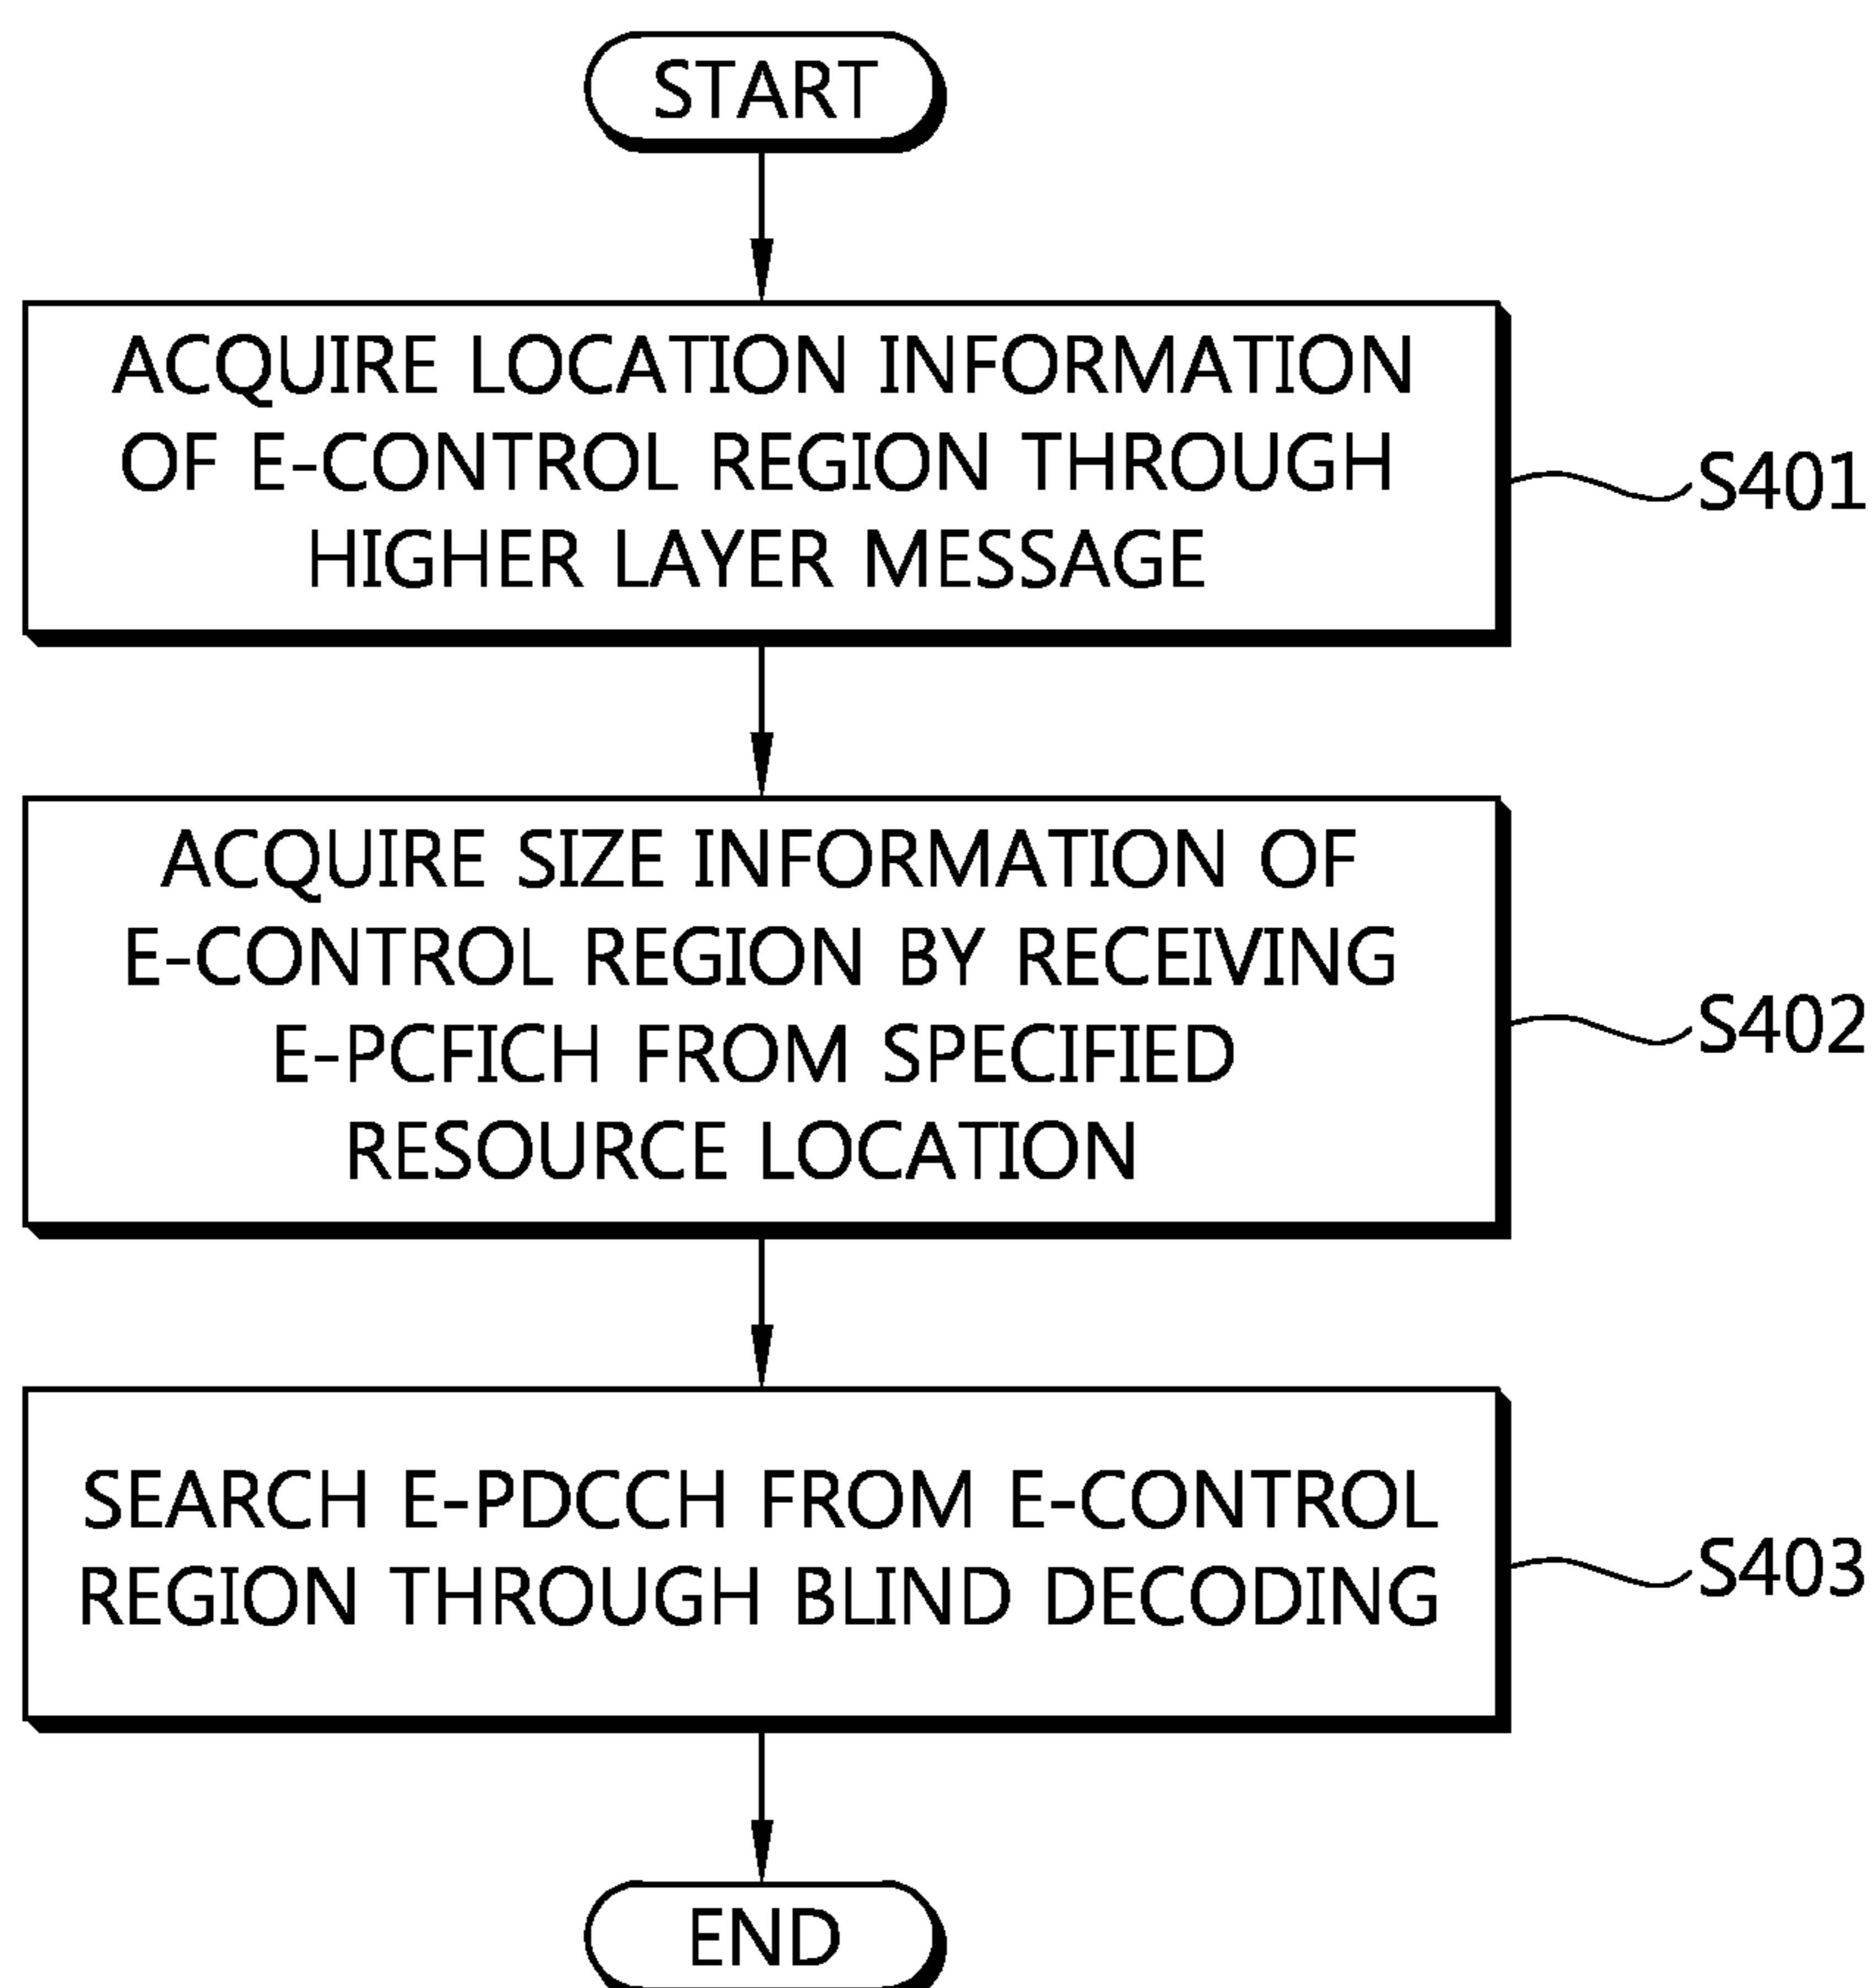 START
ACQUIRE LOCATION INFORMATION
OF E-CONTROL REGION THROUGH
HIGHER LAYER MESSAGE
S401
ACQUIRE SIZE INFORMATION OF
E-CONTROL REGION BY RECEIVING
E-PCFICH FROM SPECIFIED
RESOURCE LOCATION
S402
SEARCH E-PDCCH FROM E-CONTROL
REGION THROUGH BLIND DECODING
S403
END